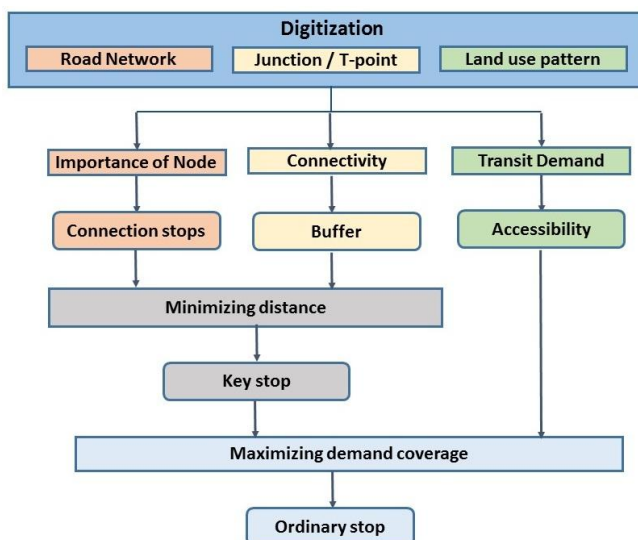 Digitization
Road Network
Junction / T-point
Land use pattern
Importance of Node
Connectivity
Transit Demand
Connection stops
Buffer
Accessibility
Minimizing distance
Key stop
Maximizing demand coverage
Ordinary stop